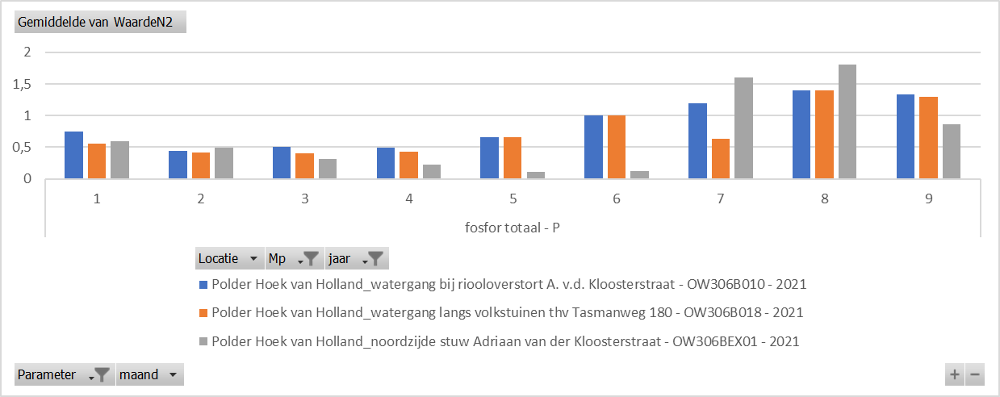 Gemiddelde van WaardeN2
2
1,5
1
0,5
0
1 2 3 4 5 6 7 8 9
fosfor totaal - P
Locatie Mp jaar
Polder Hoek van Holland_watergang bij riooloverstort A. v.d. Kloosterstraat - OW306B010 - 2021
Polder Hoek van Holland_watergang langs volkstuinen thv Tasmanweg 180 - OW306B018 - 2021
Polder Hoek van Holland_noordzijde stuw Adriaan van der Kloosterstraat - OW306BEX01 - 2021
Parameter maand + −